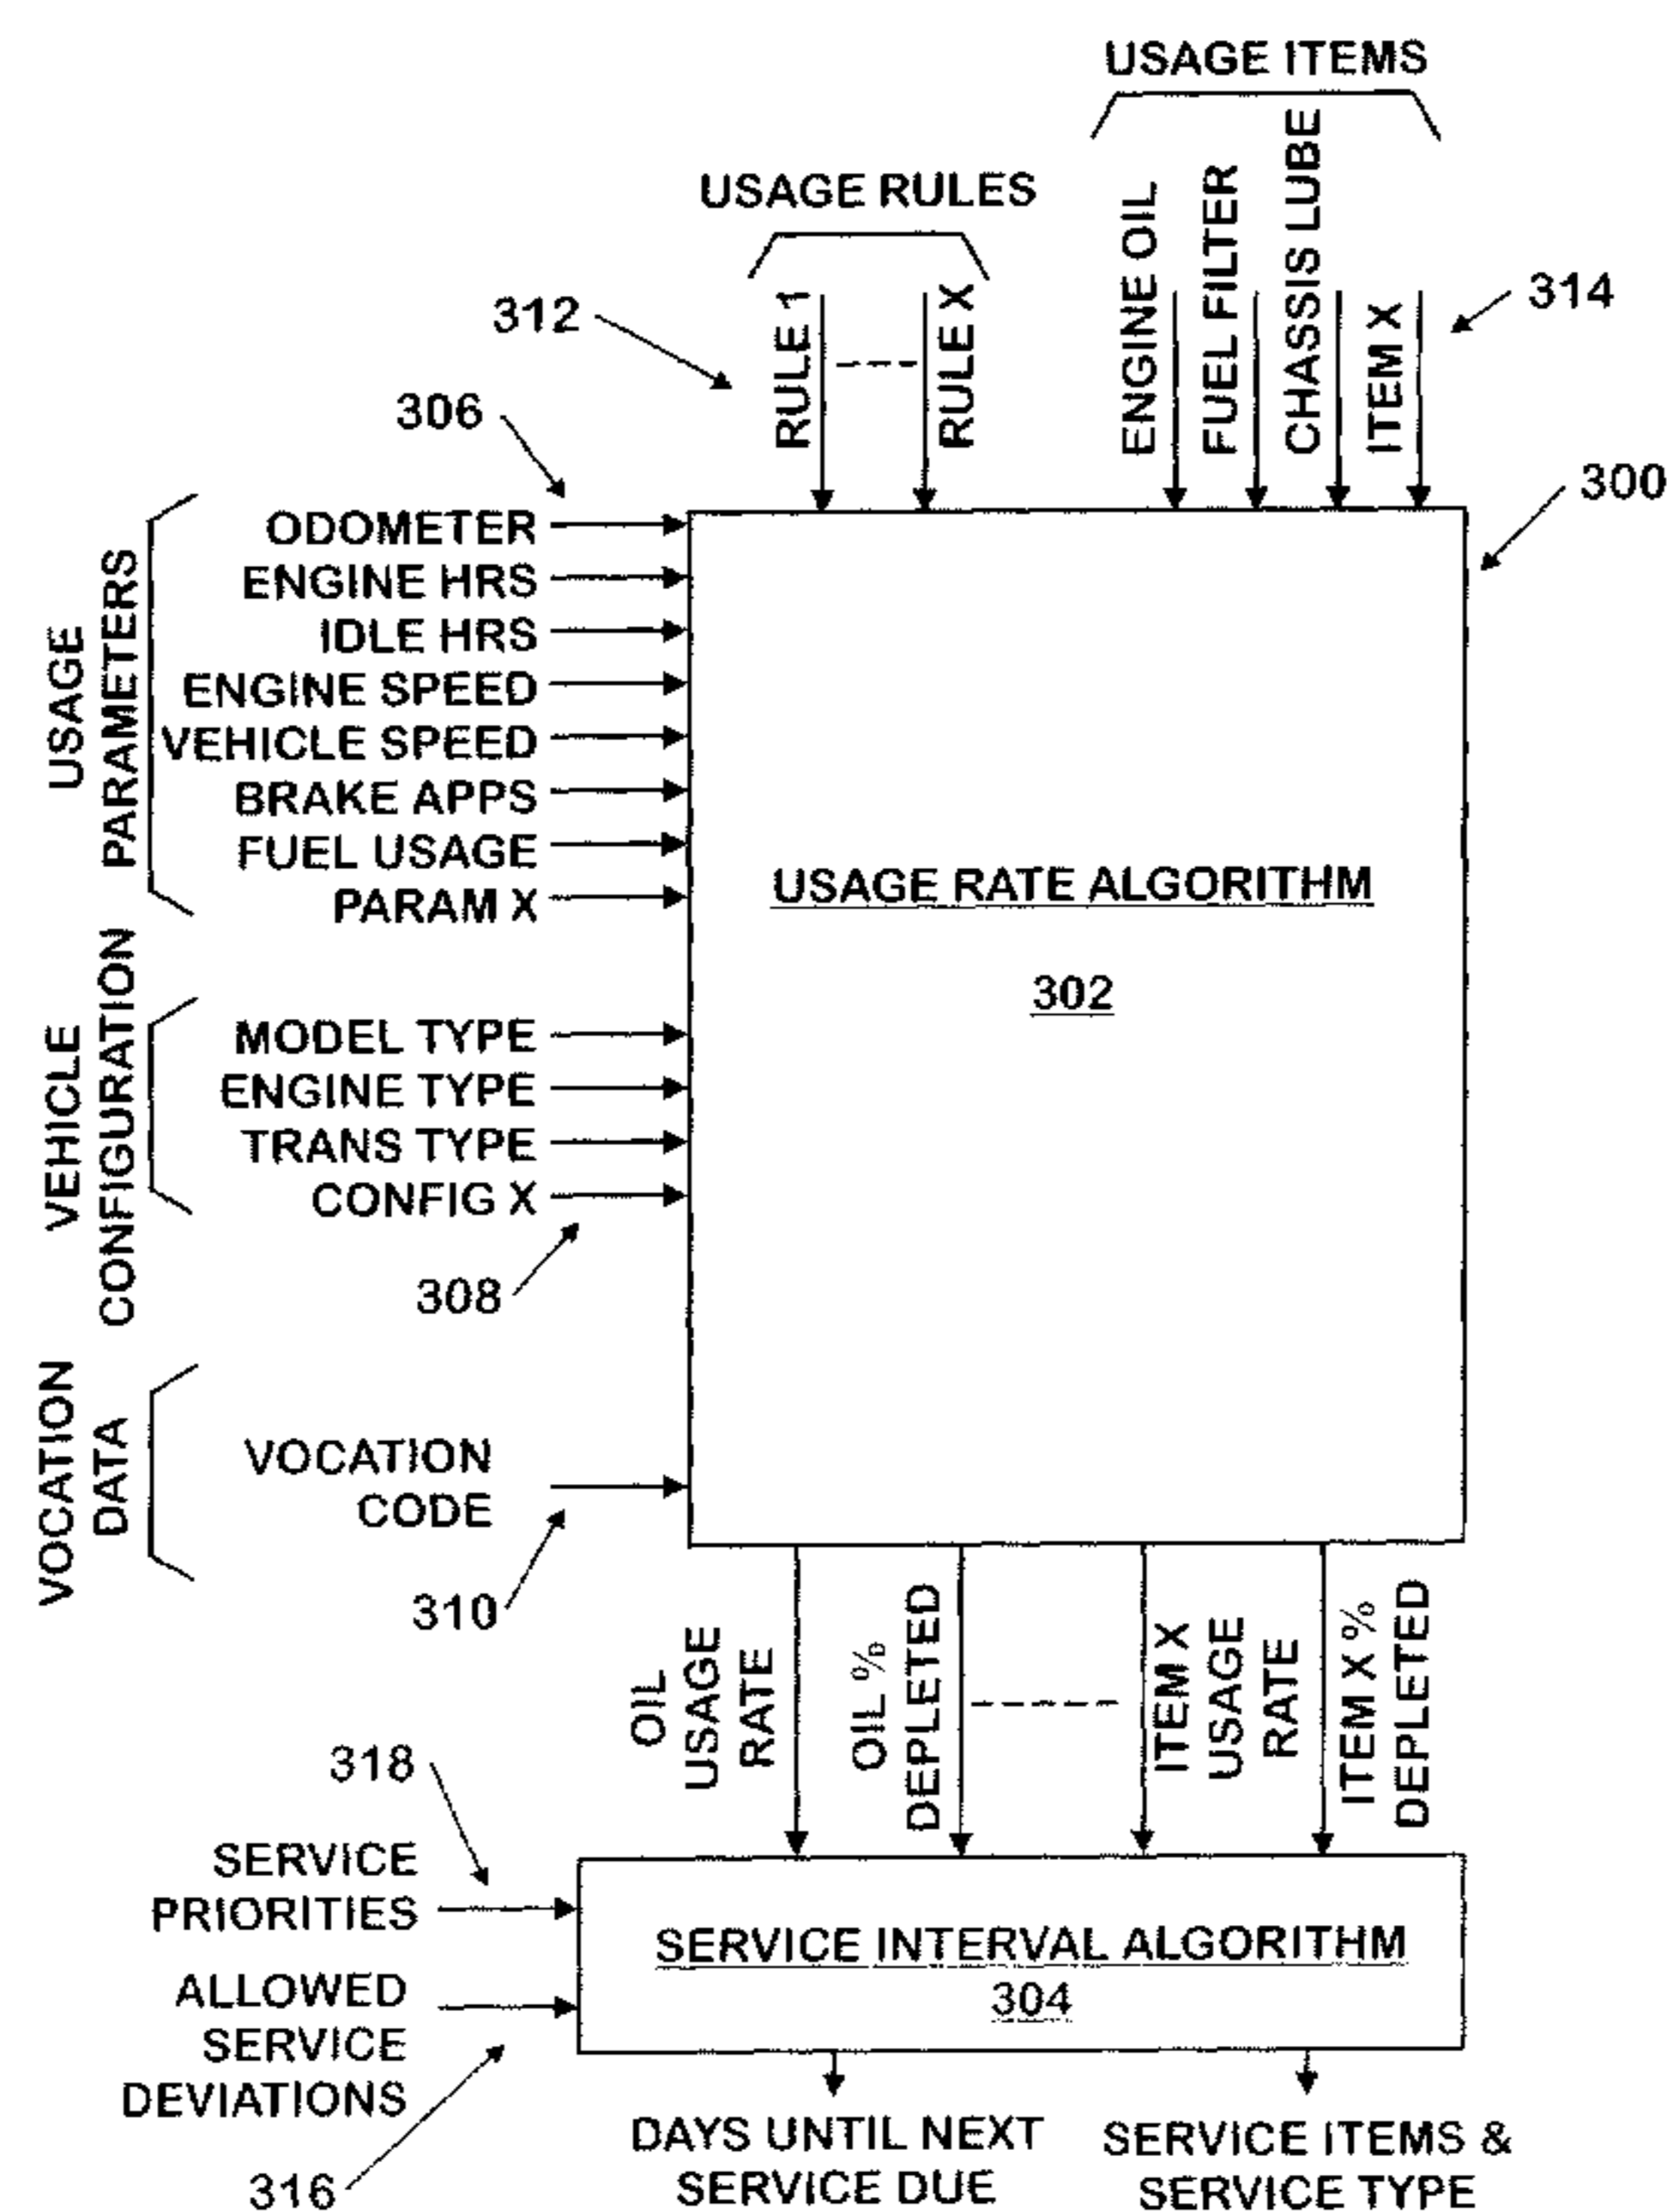 USAGE ITEMS
USAGE RULES
ENGINE OIL
FUEL FILTER
CHASSIS LUBE
ITEM X
314
312
RULE 1
RULE X
306
300
USAGE
PARAMETERS
ODOMETER
ENGINE HRS
IDLE HRS
ENGINE SPEED
VEHICLE SPEED
BRAKE APPS
FUEL USAGE
PARAM X
USAGE RATE ALGORITHM
302
VEHICLE
CONFIGURATION
MODEL TYPE
ENGINE TYPE
TRANS TYPE
CONFIG X
308
VOCATION
DATA
VOCATION
CODE
310
OIL
USAGE
RATE
OIL %
DEPLETED
ITEM X
USAGE
RATE
ITEM X %
DEPLETED
318
SERVICE
PRIORITIES
ALLOWED
SERVICE
DEVIATIONS
316
SERVICE INTERVAL ALGORITHM
304
DAYS UNTIL NEXT
SERVICE DUE
SERVICE ITEMS &
SERVICE TYPE